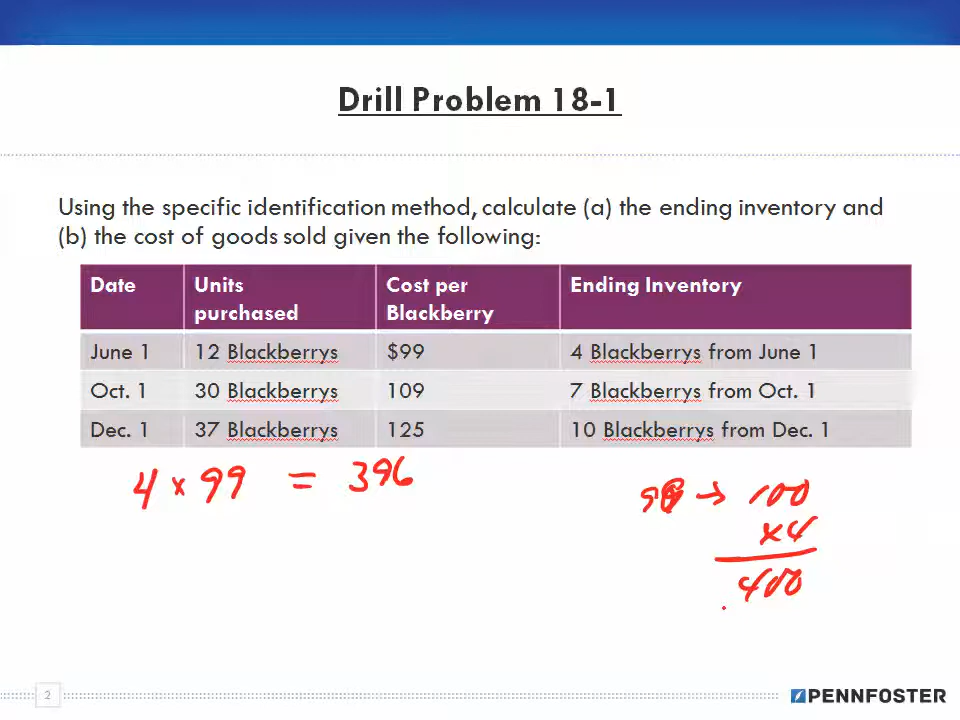 Drill Problem 18-1
Using the specific identification method, calculate (a) the ending inventory and
(b) the cost of goods sold given the following:
Date Units purchased Cost per Blackberry Ending Inventory
June 1 12 Blackberrys $99 4 Blackberrys from June 1
Oct. 1 30 Blackberrys 109 7 Blackberrys from Oct. 1
Dec. 1 37 Blackberrys 125 10 Blackberrys from Dec. 1
4 × 99 = 396
→ 100
×4
400
2
PENNFOSTER